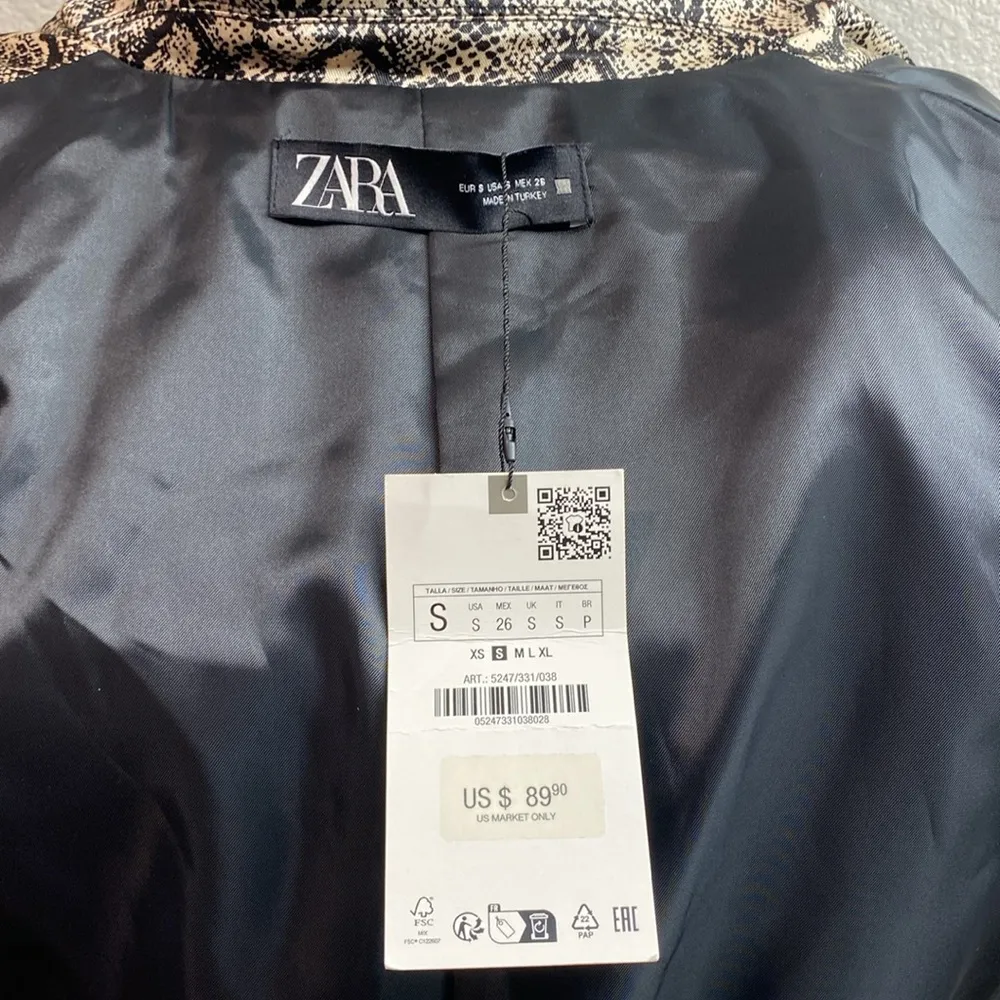 ZARA
EUR S USA S MEX 26
MADE IN TURKEY
TALLA / SIZE / TAMANHO / TAILLE / MAAT / ΜΕΓΕΘΟΣ
S
USA MEX UK IT BR
S 26 S S P
XS S M L XL
ART.: 5247/331/038
05247331038028
US $ 89 90
US MARKET ONLY
FSC
MIX
FR
22
PAP
EAC